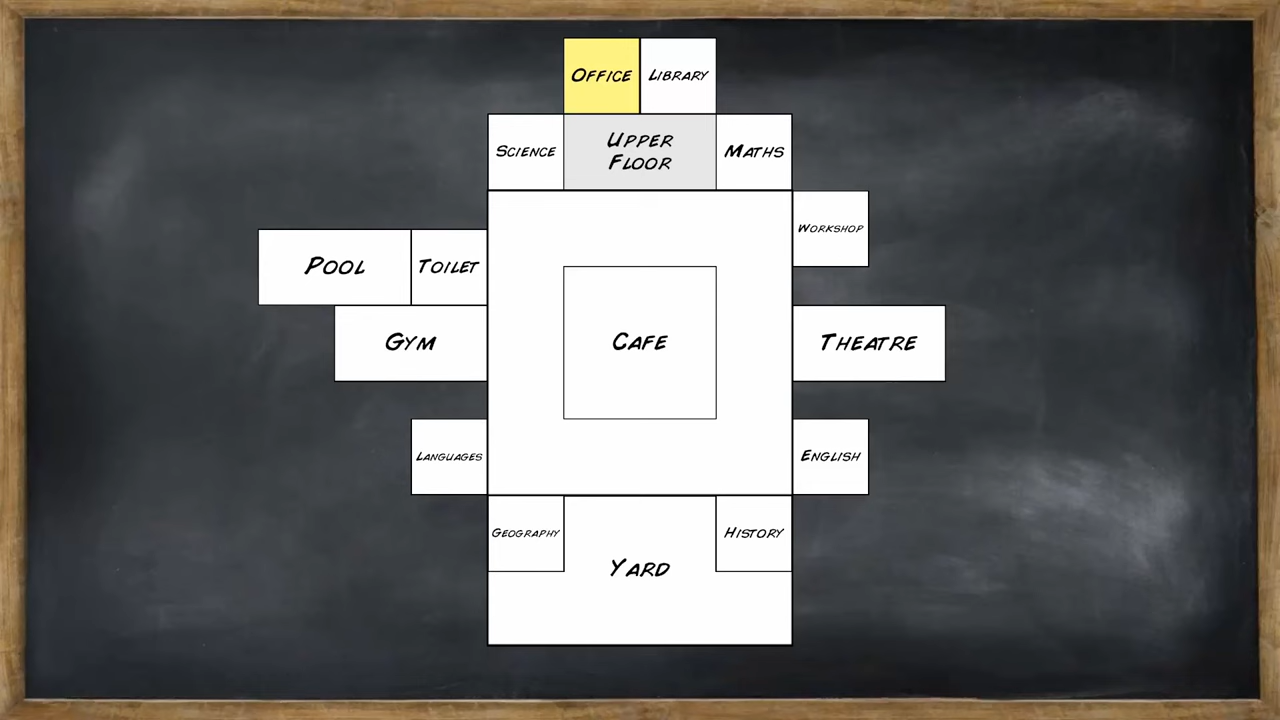 OFFICE
LIBRARY
SCIENCE
UPPER
FLOOR
MATHS
WORKSHOP
POOL
TOILET
GYM
CAFE
THEATRE
LANGUAGES
ENGLISH
GEOGRAPHY
HISTORY
YARD